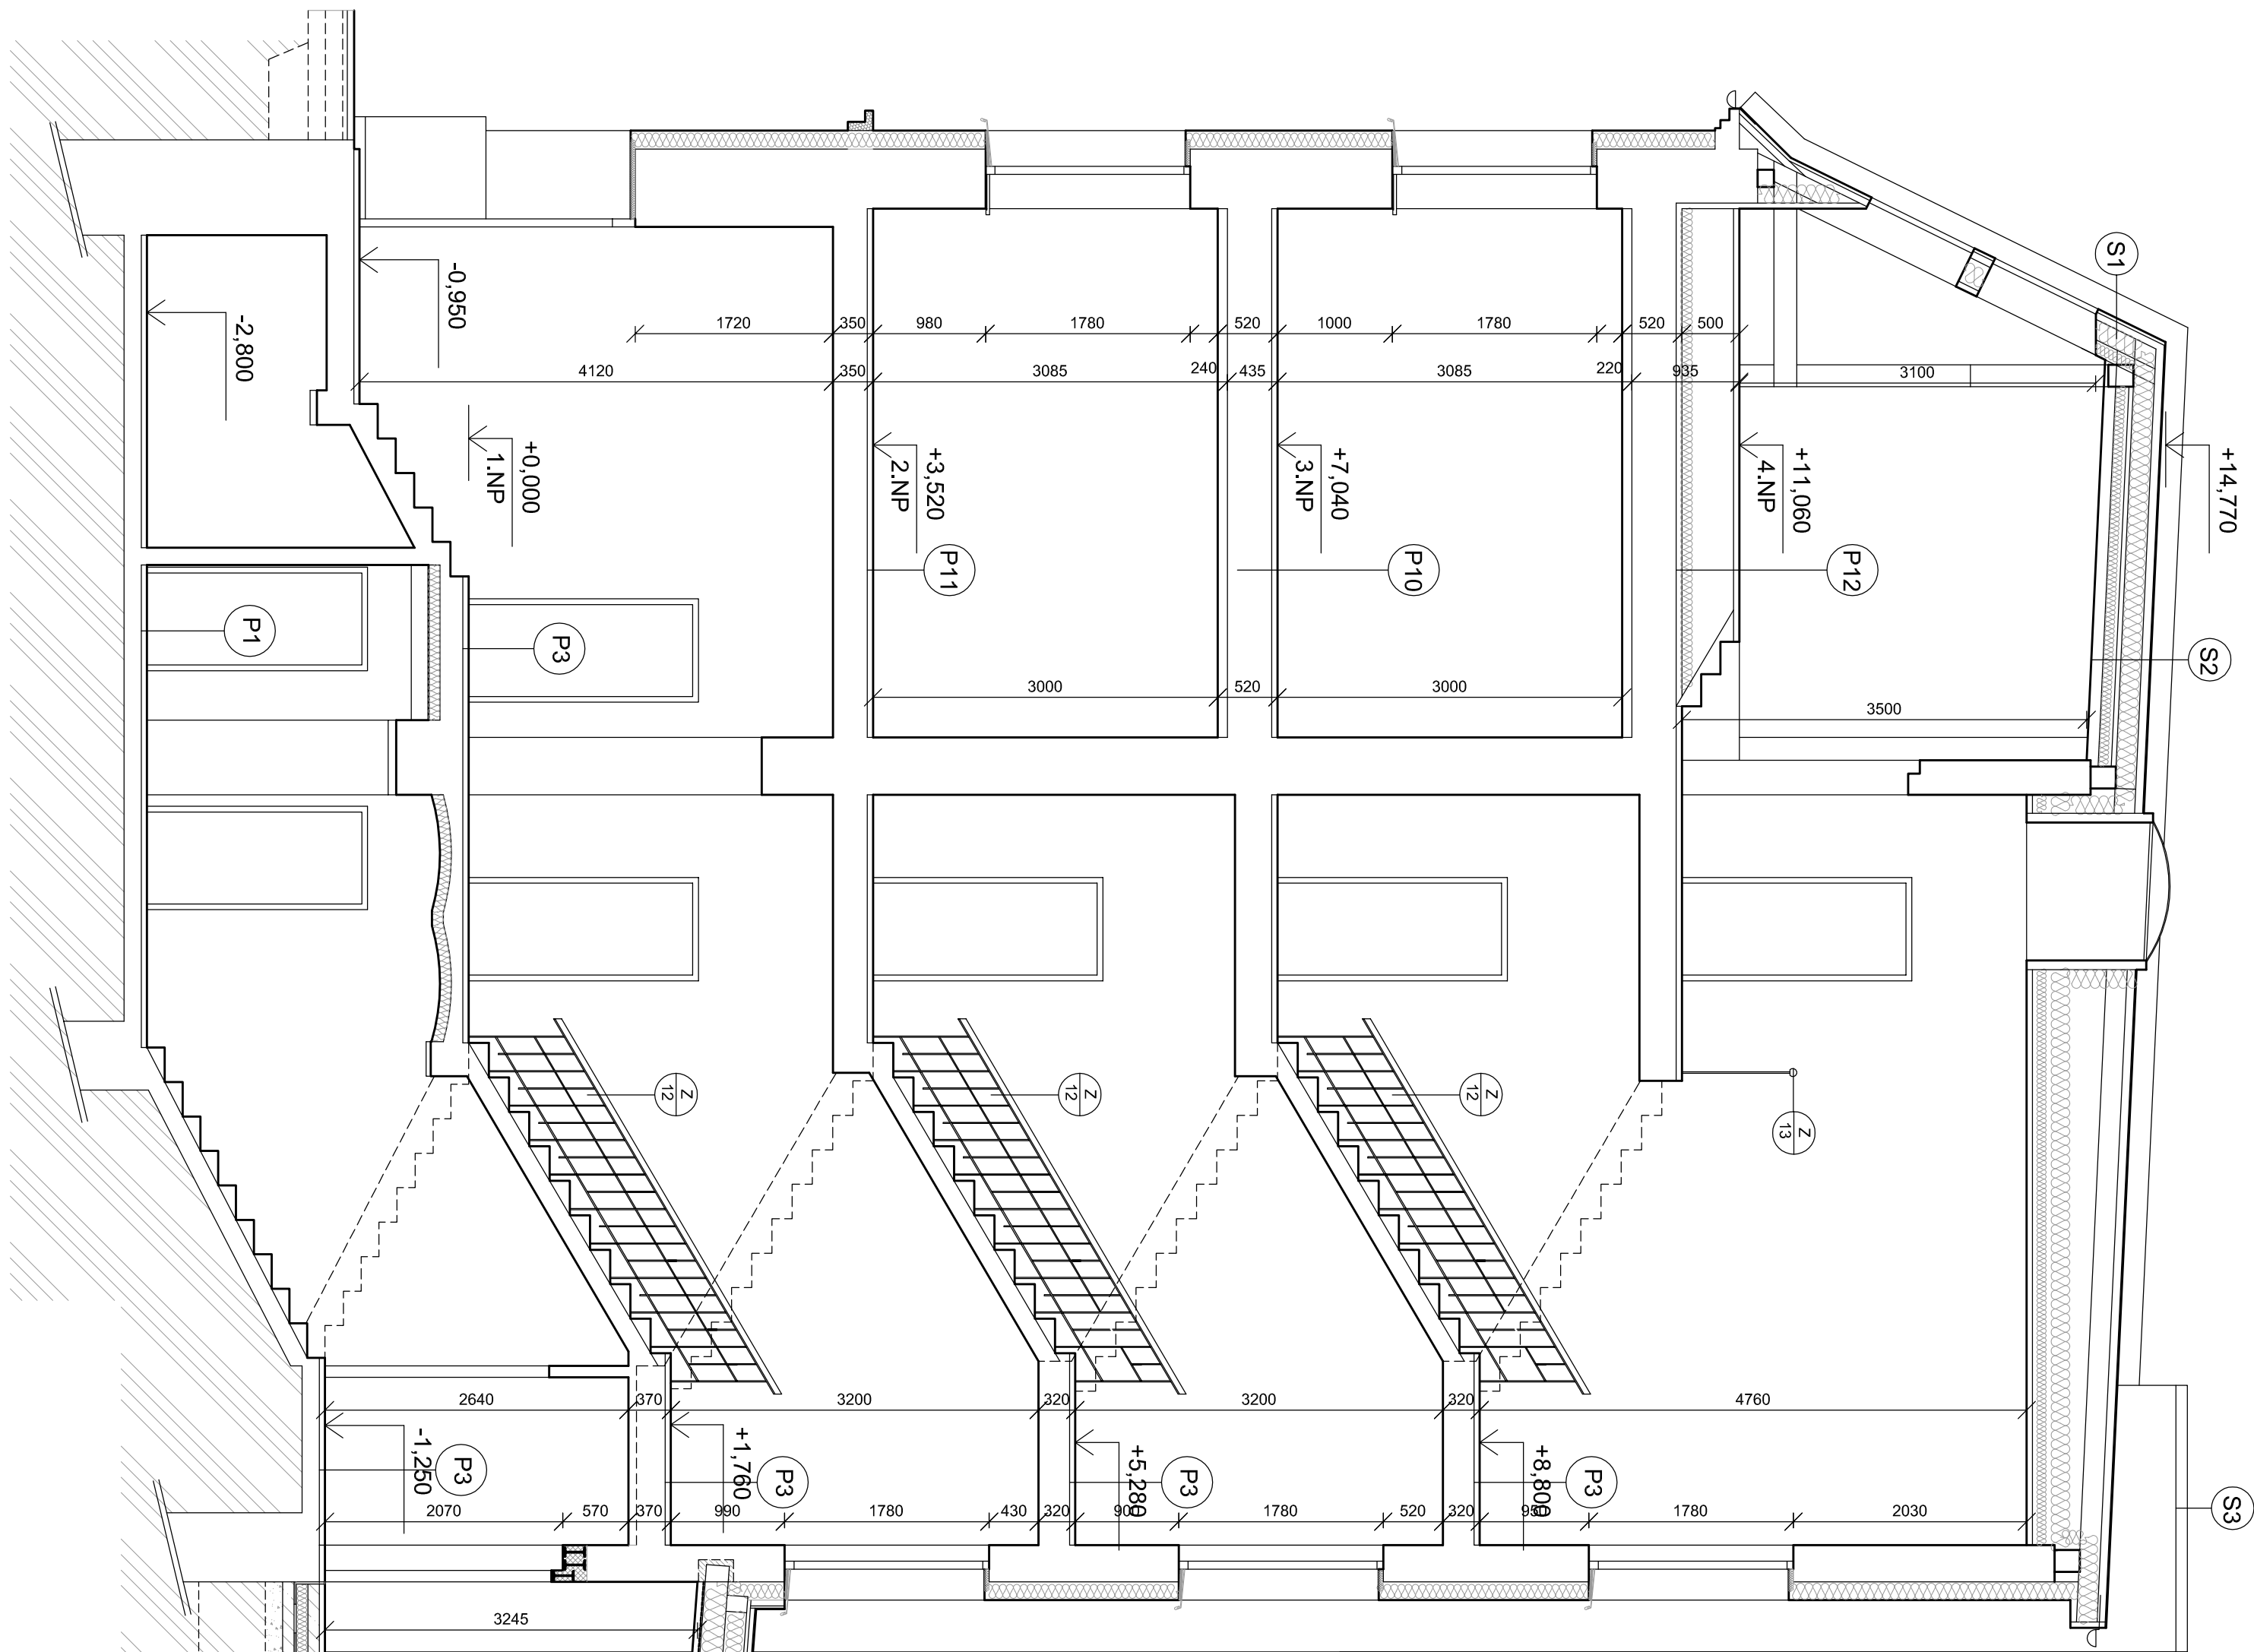 S1
-0,950
-2,800
1720
350
980
1780
520
1000
1780
520
500
4120
350
3085
240
435
3085
220
935
3100
+0,000
1.NP
+3,520
2.NP
+7,040
3.NP
+11,060
4.NP
+14,770
P11
P10
P12
P1
P3
S2
3000
520
3000
3500
Z
12
Z
12
Z
12
Z
13
2640
370
3200
320
3200
320
4760
-1,250
P3
+1,760
P3
+5,280
P3
+8,800
P3
S3
2070
570
370
990
1780
430
320
900
1780
520
320
950
1780
2030
3245